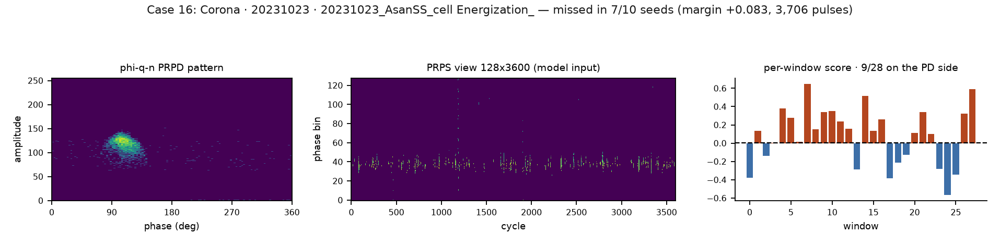 Case 16: Corona · 20231023 · 20231023_AsanSS_cell Energization_ — missed in 7/10 seeds (margin +0.083, 3,706 pulses)
phi-q-n PRPD pattern
amplitude
250
200
150
100
50
0
0 90 180 270 360
phase (deg)
PRPS view 128x3600 (model input)
phase bin
120
100
80
60
40
20
0
0 500 1000 1500 2000 2500 3000 3500
cycle
per-window score · 9/28 on the PD side
0.6
0.4
0.2
0.0
−0.2
−0.4
−0.6
0 5 10 15 20 25
window